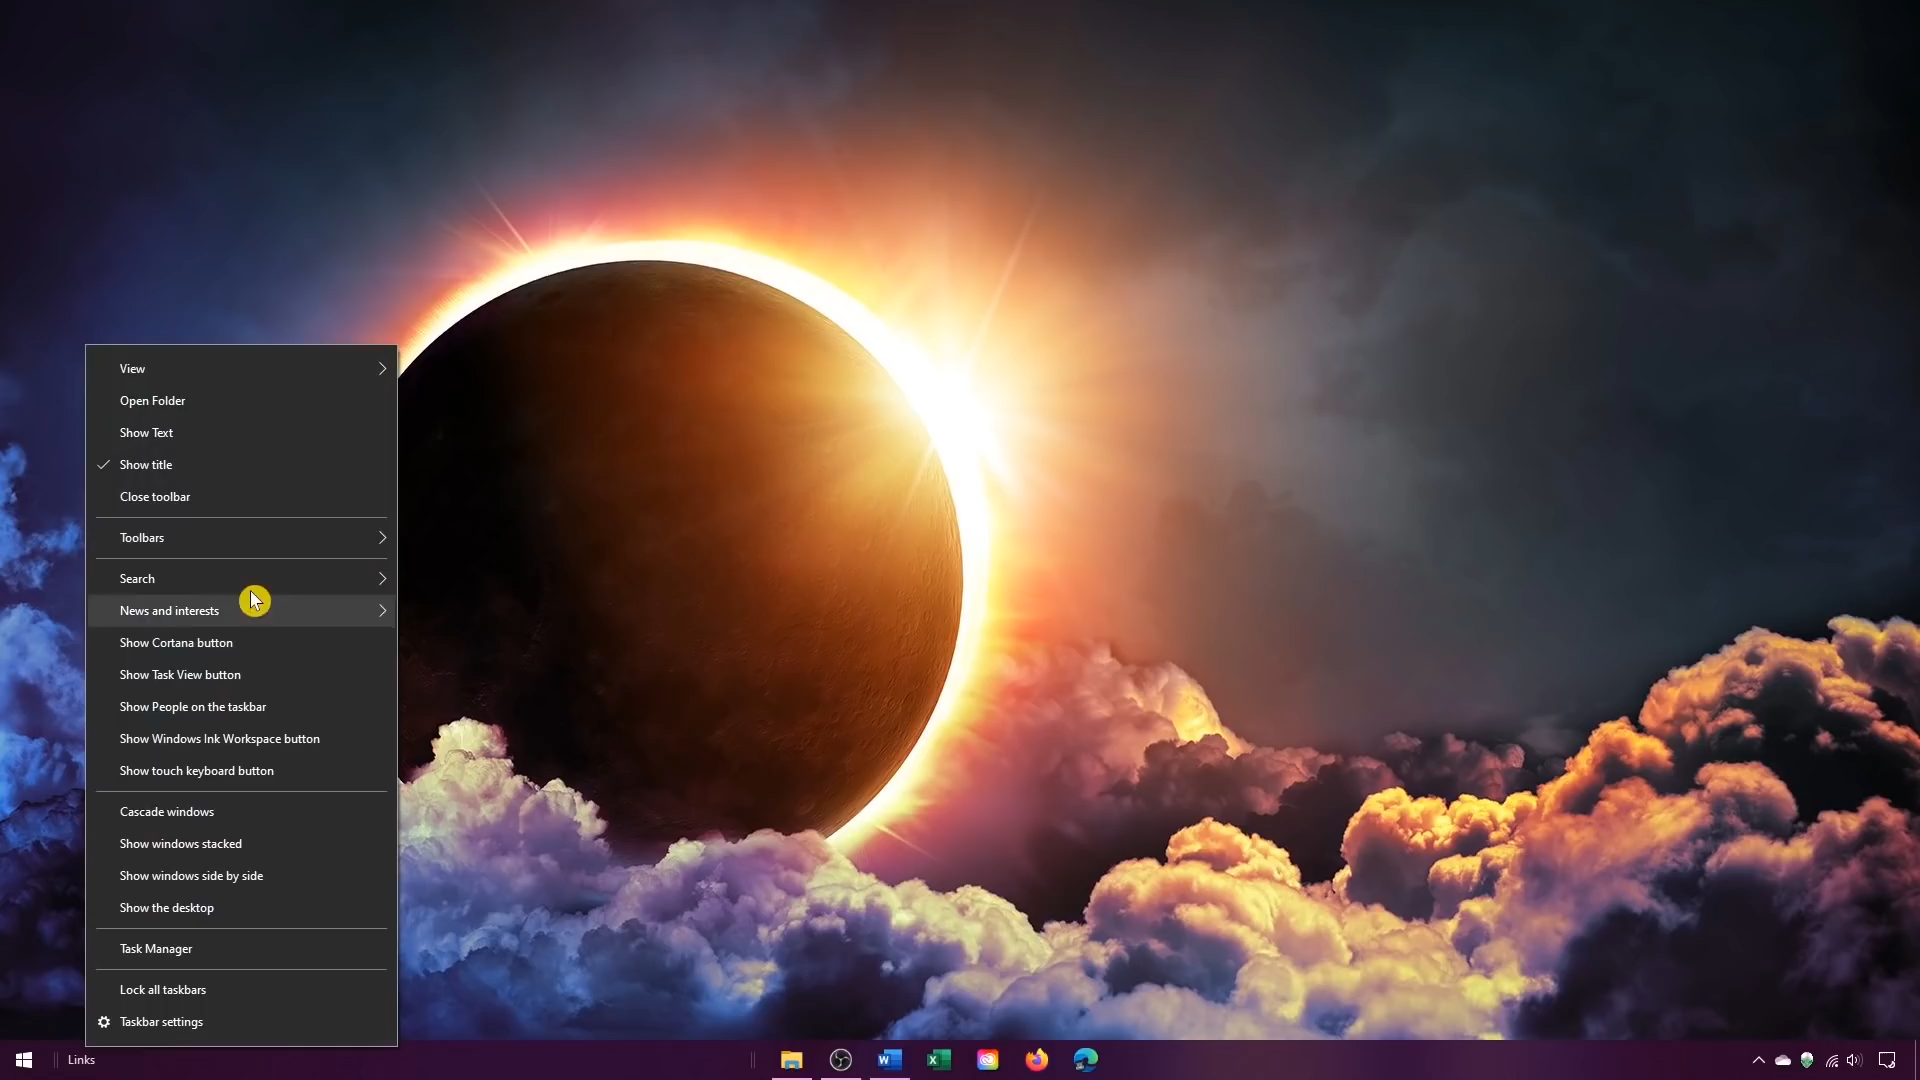 View
Open Folder
Show Text
Show title
Close toolbar
Toolbars
Search
News and interests
Show Cortana button
Show Task View button
Show People on the taskbar
Show Windows Ink Workspace button
Show touch keyboard button
Cascade windows
Show windows stacked
Show windows side by side
Show the desktop
Task Manager
Lock all taskbars
Taskbar settings
Links